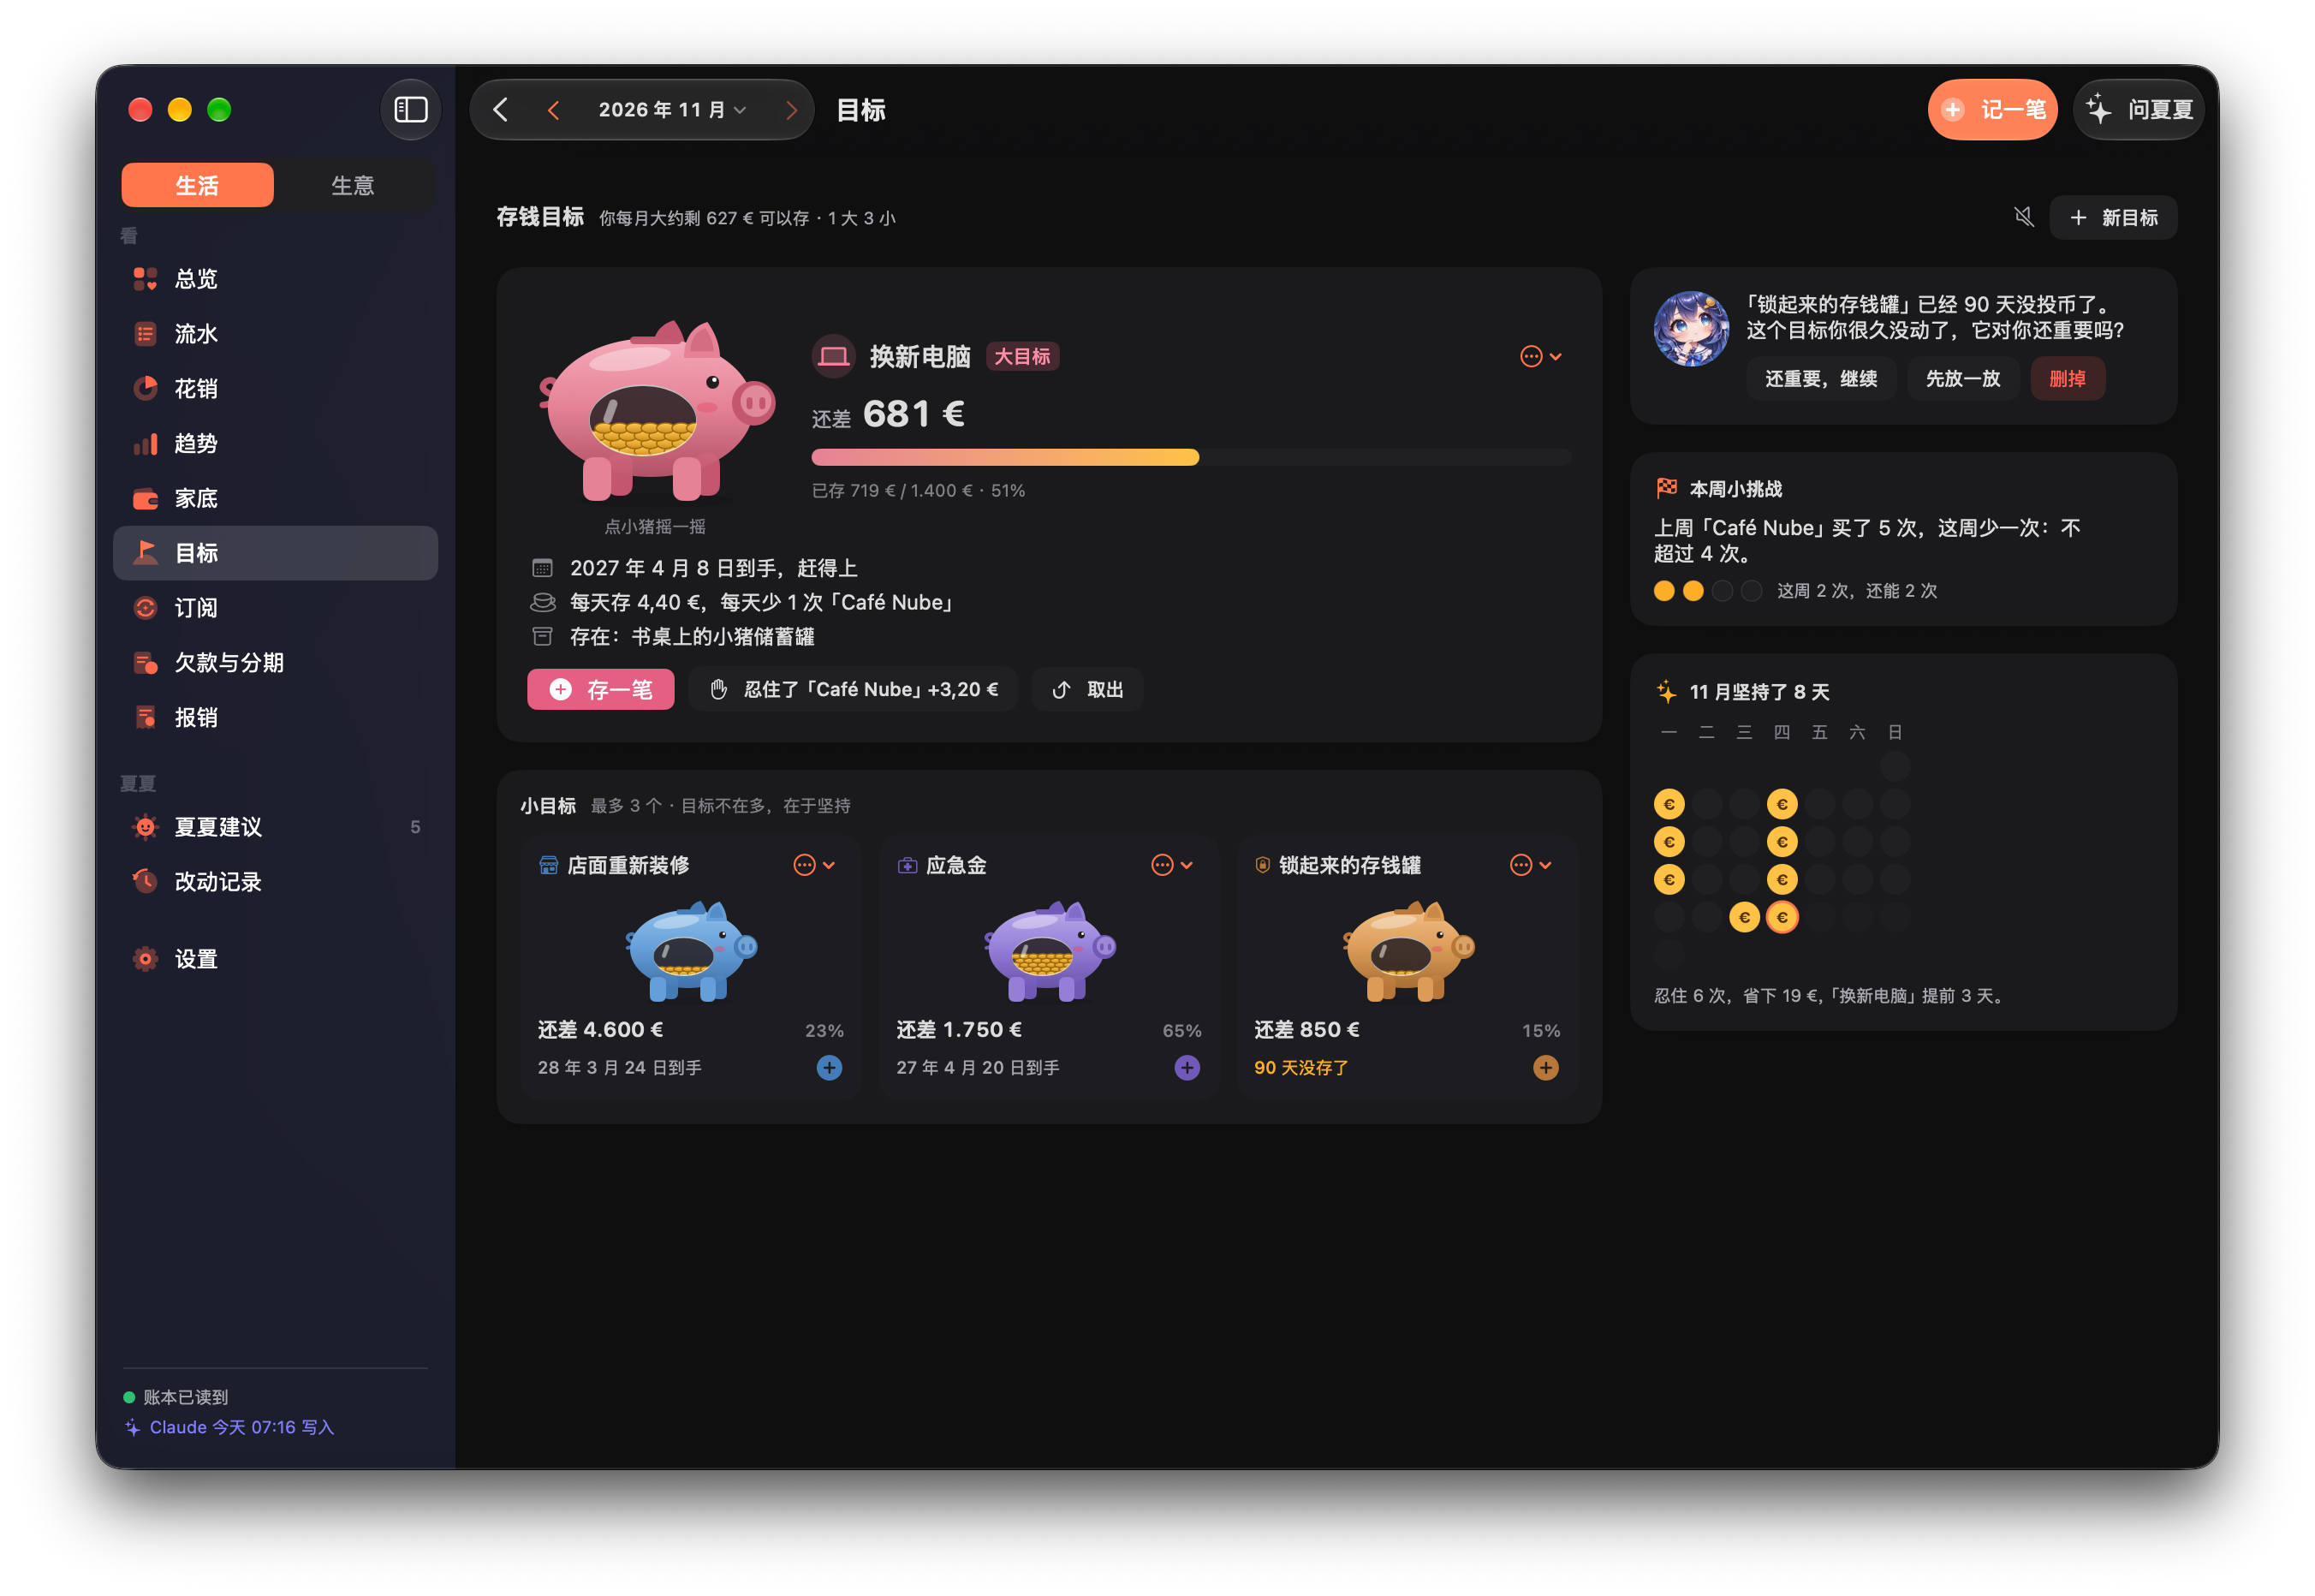 2026 年 11 月
目标
记一笔
问夏夏
生活
生意
看
总览
流水
花销
趋势
家底
目标
订阅
欠款与分期
报销
夏夏
夏夏建议
5
改动记录
设置
账本已读到
Claude 今天 07:16 写入
存钱目标
你每月大约剩 627 € 可以存 · 1 大 3 小
新目标
换新电脑
大目标
还差 681 €
已存 719 € / 1.400 € · 51%
点小猪摇一摇
2027 年 4 月 8 日到手，赶得上
每天存 4,40 €，每天少 1 次「Café Nube」
存在：书桌上的小猪储蓄罐
存一笔
忍住了「Café Nube」+3,20 €
取出
小目标
最多 3 个 · 目标不在多，在于坚持
店面重新装修
还差 4.600 €
23%
28 年 3 月 24 日到手
应急金
还差 1.750 €
65%
27 年 4 月 20 日到手
锁起来的存钱罐
还差 850 €
15%
90 天没存了
「锁起来的存钱罐」已经 90 天没投币了。
这个目标你很久没动了，它对你还重要吗？
还重要，继续
先放一放
删掉
本周小挑战
上周「Café Nube」买了 5 次，这周少一次：不
超过 4 次。
这周 2 次，还能 2 次
11 月坚持了 8 天
一 二 三 四 五 六 日
€ €
€ €
€ €
€ €
忍住 6 次，省下 19 €，「换新电脑」提前 3 天。